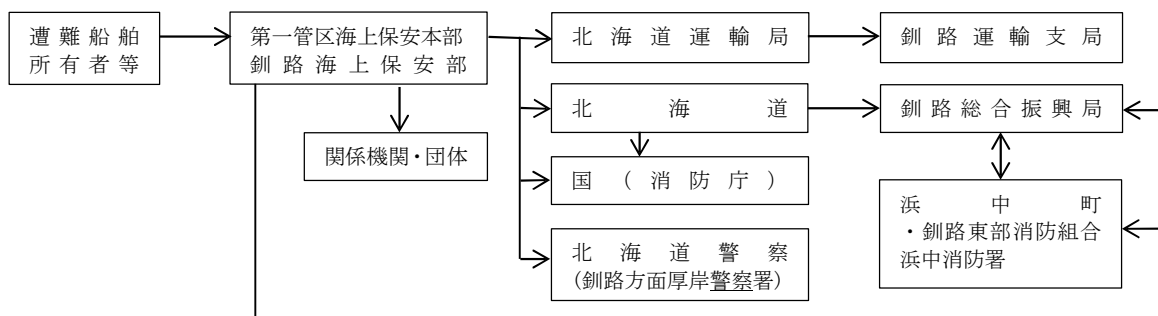 遭難船舶
所有者等
第一管区海上保安本部
釧路海上保安部
北海道運輸局
釧路運輸支局
北海道
釧路総合振興局
関係機関・団体
国(消防庁)
浜中町
・釧路東部消防組合
浜中消防署
北海道警察
(釧路方面厚岸警察署)